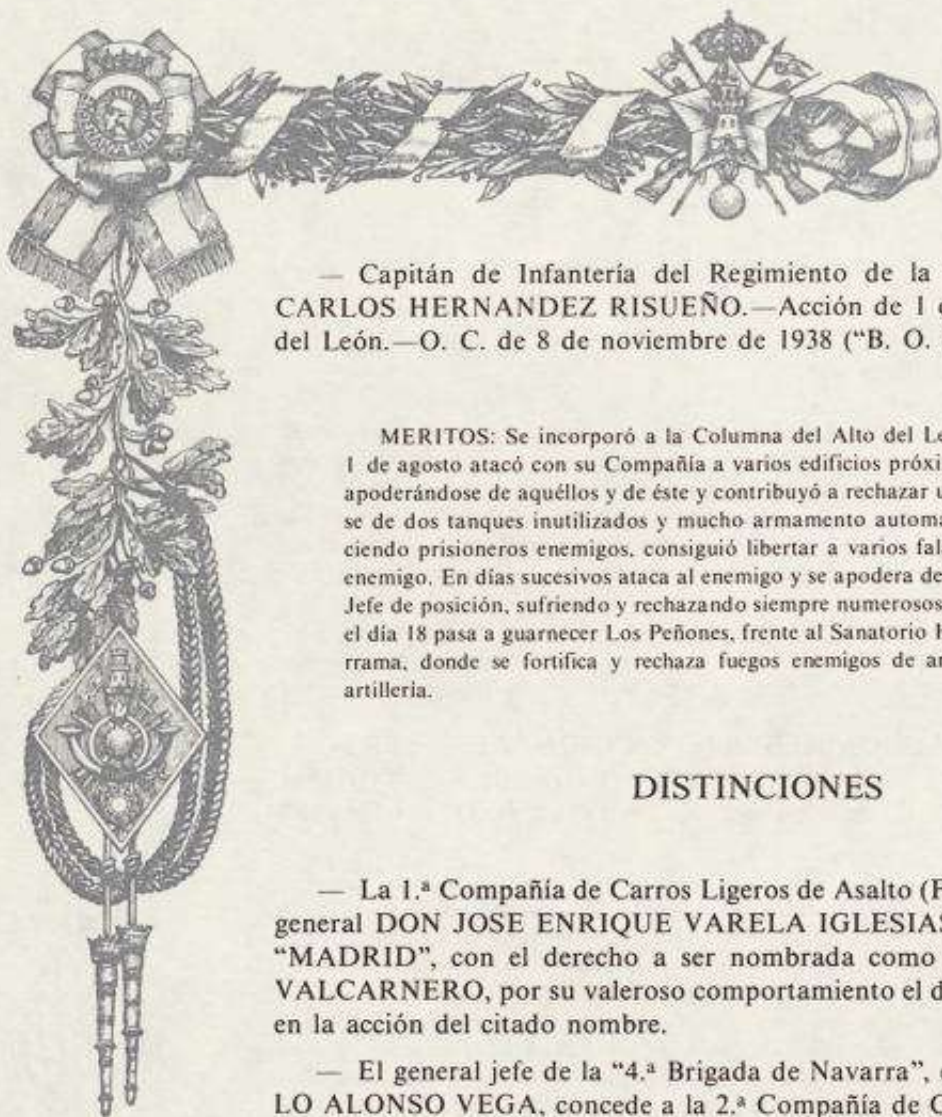 — Capitán de Infantería del Regimiento de la
CARLOS HERNANDEZ RISUEÑO.—Acción de 1
del León.—O. C. de 8 de noviembre de 1938 (“B. O.
MERITOS: Se incorporó a la Columna del Alto del
1 de agosto atacó con su Compañía a varios edificios
apoderándose de aquéllos y de éste y contribuyó a rechazar
se de dos tanques inutilizados y mucho armamento
ciendo prisioneros enemigos, consiguió libertar a varios
enemigo. En días sucesivos ataca al enemigo y se apodera de
Jefe de posición, sufriendo y rechazando siempre numerosos
el día 18 pasa a guarnecer Los Peñones, frente al Sanatorio
rrama, donde se fortifica y rechaza fuegos enemigos de
artillería.
DISTINCIONES
— La 1.ª Compañía de Carros Ligeros de Asalto
general DON JOSE ENRIQUE VARELA IGLESIAS
“MADRID”, con el derecho a ser nombrada como
VALCARNERO, por su valeroso comportamiento el
en la acción del citado nombre.
— El general jefe de la “4.ª Brigada de Navarra”,
LO ALONSO VEGA, concede a la 2.ª Compañía de